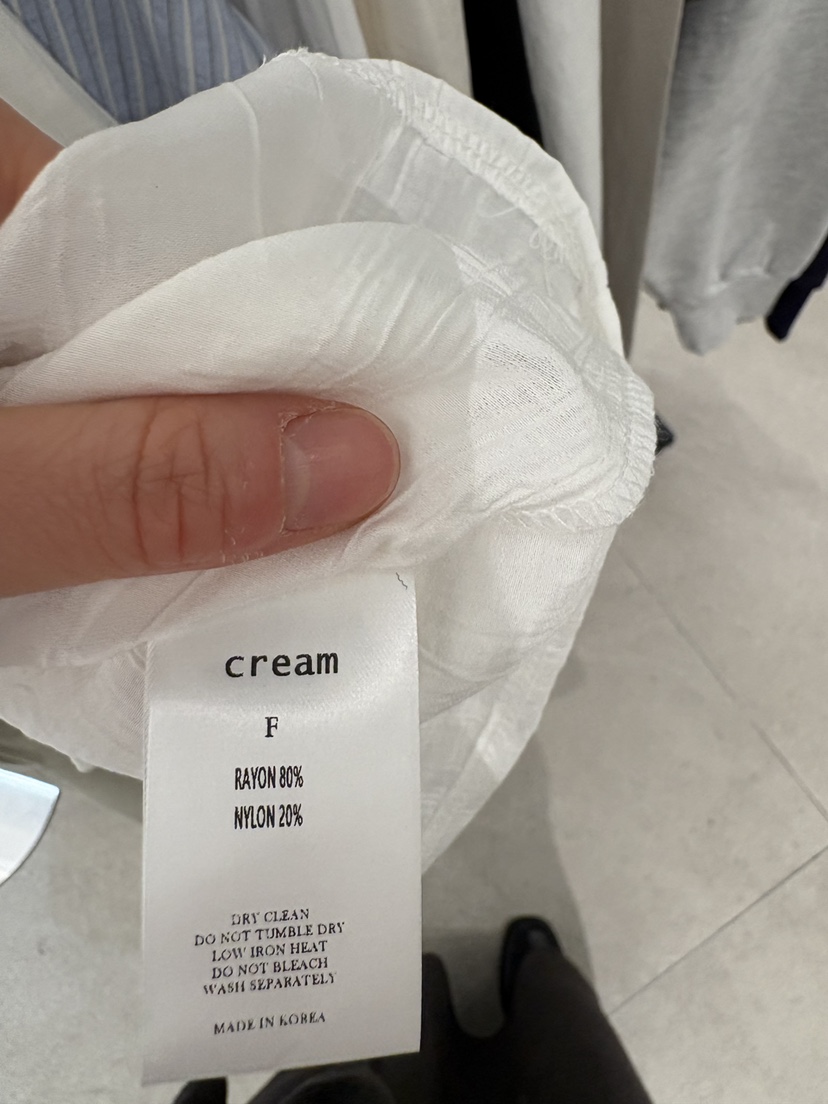 cream
F
RAYON 80%
NYLON 20%
DRY CLEAN
DO NOT TUMBLE DRY
LOW IRON HEAT
DO NOT BLEACH
WASH SEPARATELY
MADE IN KOREA